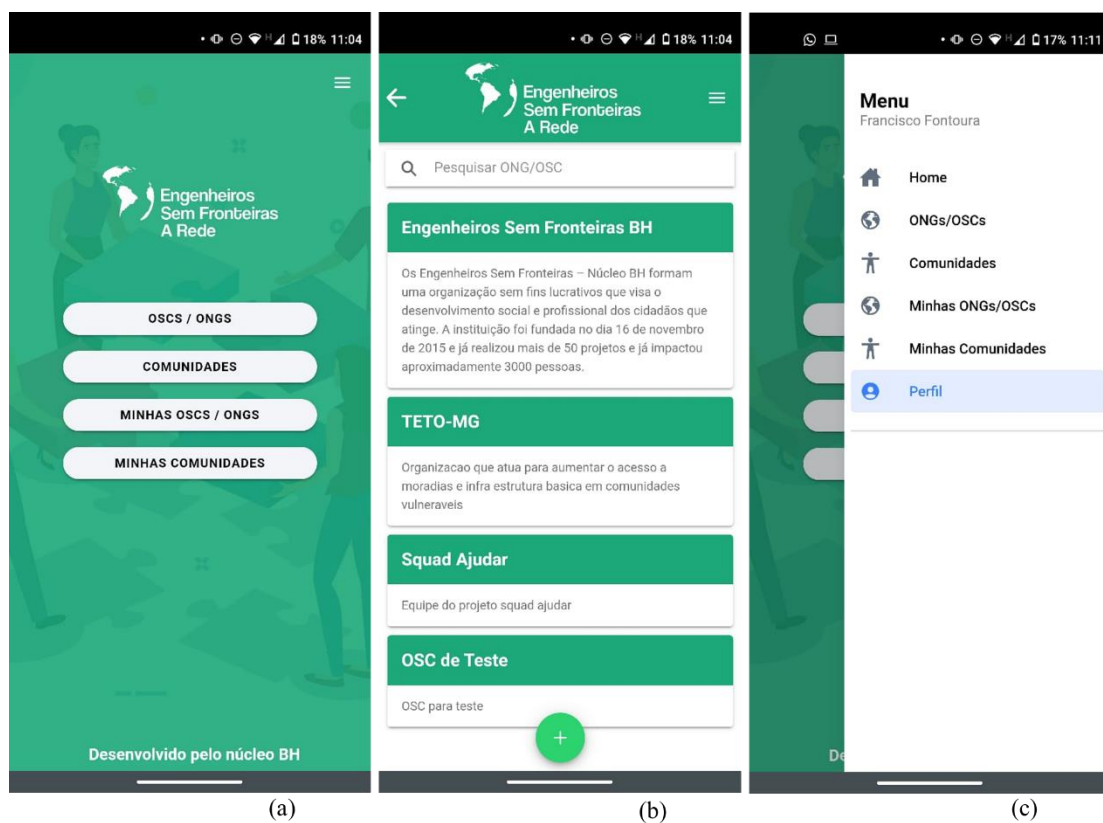 18% 11:04
Engenheiros
Sem Fronteiras
A Rede
OSCS / ONGS
COMUNIDADES
MINHAS OSCS / ONGS
MINHAS COMUNIDADES
Desenvolvido pelo núcleo BH
(a)
H 18% 11:04
Engenheiros
Sem Fronteiras
A Rede
Pesquisar ONG/OSC
Engenheiros Sem Fronteiras BH
Os Engenheiros Sem Fronteiras – Núcleo BH formam
uma organização sem fins lucrativos que visa o
desenvolvimento social e profissional dos cidadãos que
atinge. A instituição foi fundada no dia 16 de novembro
de 2015 e já realizou mais de 50 projetos e já impactou
aproximadamente 3000 pessoas.
TETO-MG
Organizacao que atua para aumentar o acesso a
moradias e infra estrutura basica em comunidades
vulneraveis
Squad Ajudar
Equipe do projeto squad ajudar
OSC de Teste
OSC para teste
+
(b)
H 17% 11:11
Menu
Francisco Fontoura
Home
ONGs/OSCs
Comunidades
Minhas ONGs/OSCs
Minhas Comunidades
Perfil
De
(c)